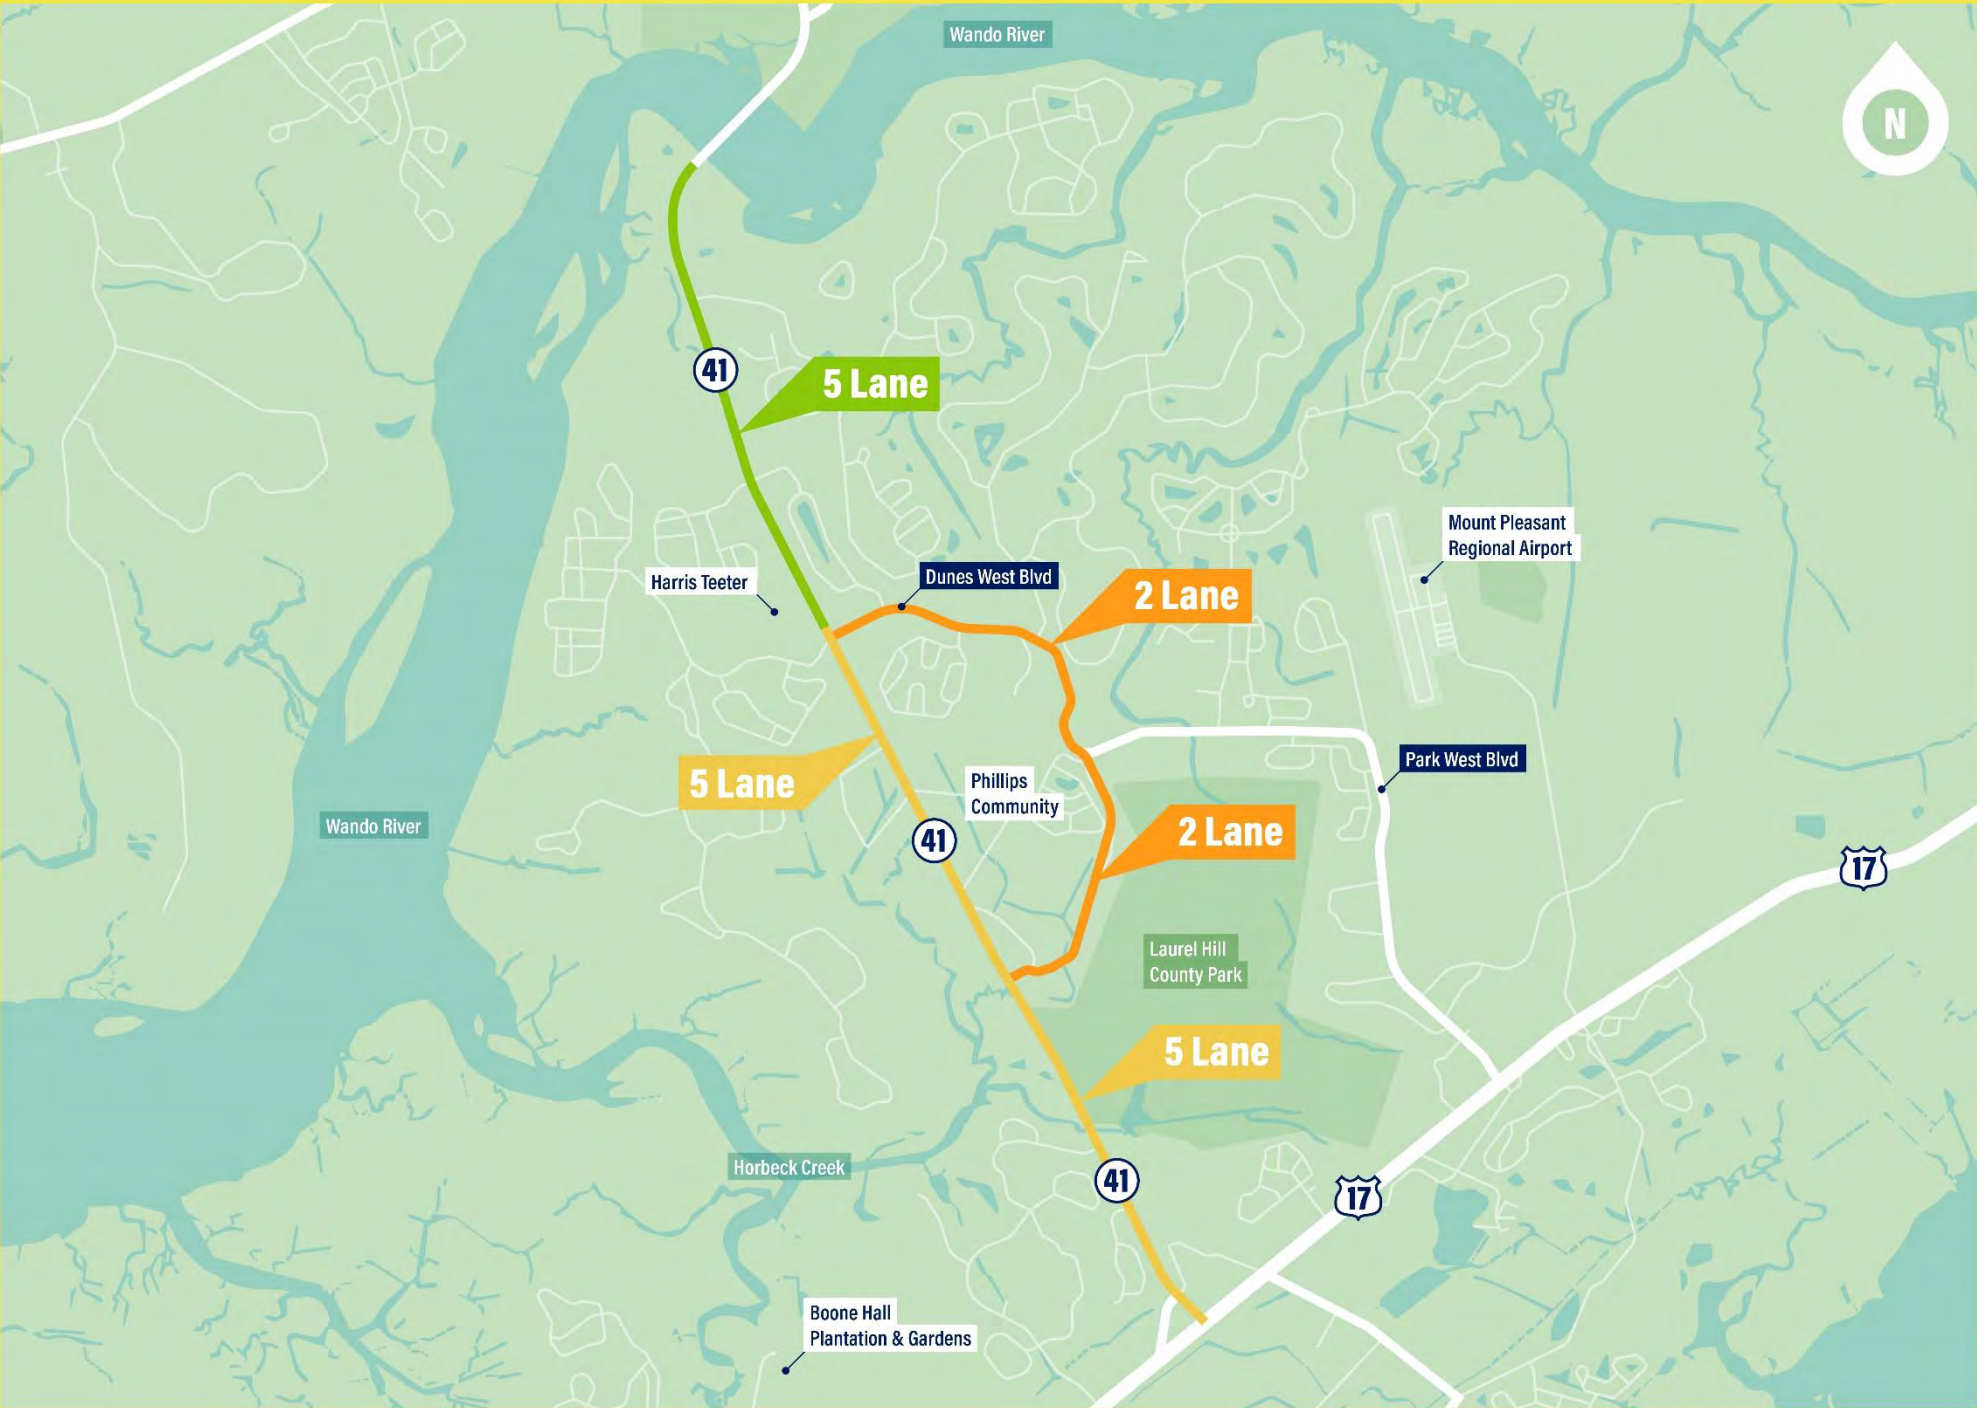 Wando River
N
41
5 Lane
Mount Pleasant
Regional Airport
Harris Teeter
Dunes West Blvd
2 Lane
5 Lane
Phillips
Community
Park West Blvd
Wando River
41
2 Lane
17
Laurel Hill
County Park
5 Lane
Horbeck Creek
41
17
Boone Hall
Plantation & Gardens